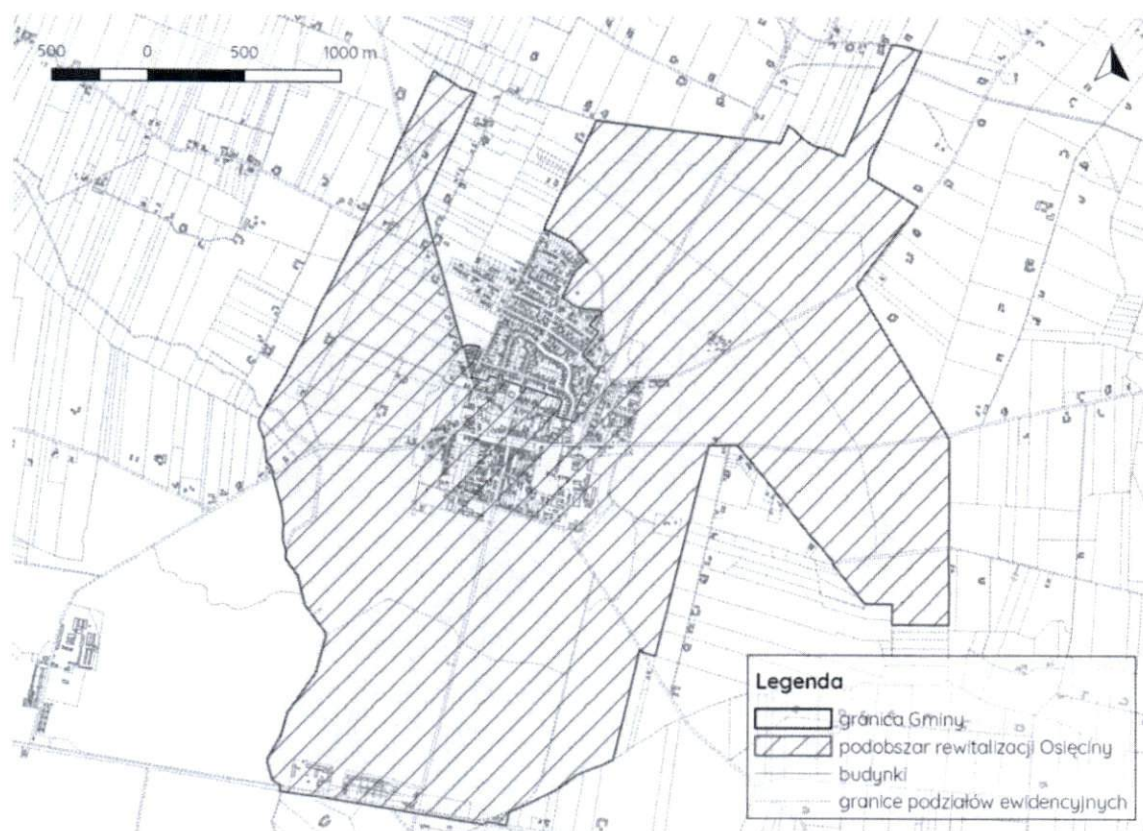 500 0 500 1000 m
Legenda
granica Gminy
podobszar rewitalizacji Osięciny
budynki
granice podziałów ewidencyjnych